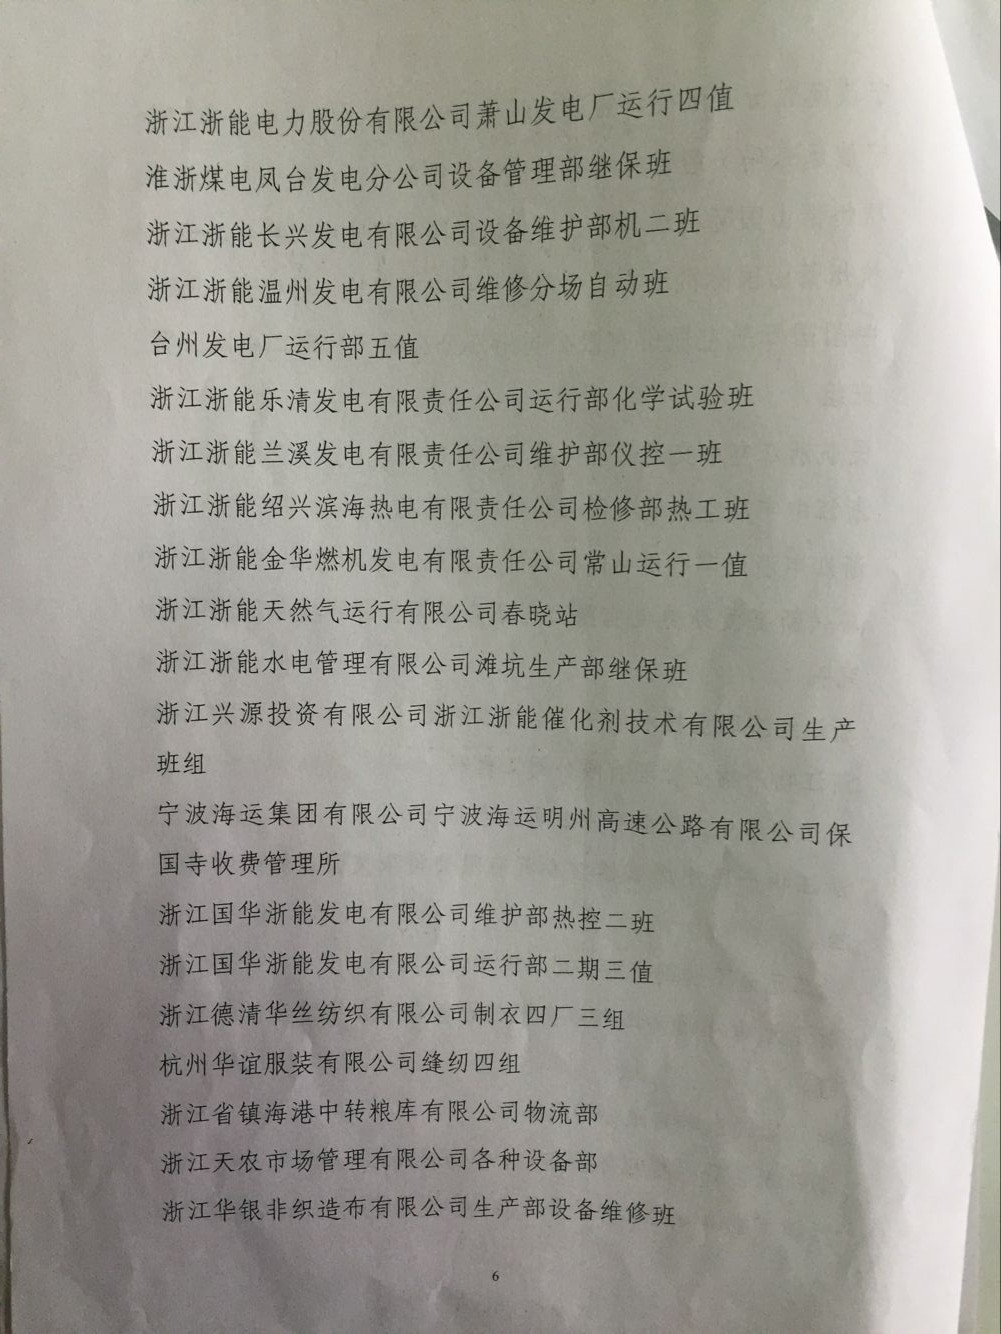 浙江浙能电力股份有限公司萧山发电厂运行四值
淮浙煤电凤台发电分公司设备管理部继保班
浙江浙能长兴发电有限公司设备维护部机二班
浙江浙能温州发电有限公司维修分场自动班
台州发电厂运行部五值
浙江浙能乐清发电有限责任公司运行部化学试验班
浙江浙能兰溪发电有限责任公司维护部仪控一班
浙江浙能绍兴滨海热电有限责任公司检修部热工班
浙江浙能金华燃机发电有限责任公司常山运行一值
浙江浙能天然气运行有限公司春晓站
浙江浙能水电管理有限公司滩坑生产部继保班
浙江兴源投资有限公司浙江浙能催化剂技术有限公司生产
班组
宁波海运集团有限公司宁波海运明州高速公路有限公司保
国寺收费管理所
浙江国华浙能发电有限公司维护部热控二班
浙江国华浙能发电有限公司运行部二期三值
浙江德清华丝纺织有限公司制衣四厂三组
杭州华谊服装有限公司缝纫四组
浙江省镇海港中转粮库有限公司物流部
浙江天农市场管理有限公司各种设备部
浙江华银非织造布有限公司生产部设备维修班
6